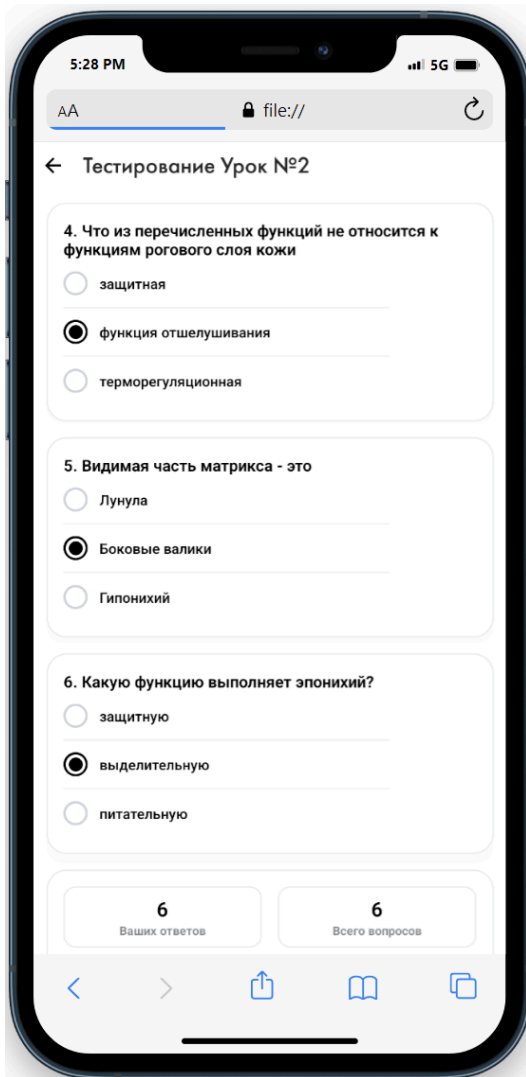 5:28 PM 5G
AA file://
Тестирование Урок №2
4. Что из перечисленных функций не относится к
функциям рогового слоя кожи
защитная
функция отшелушивания
терморегуляционная
5. Видимая часть матрикса - это
Лунула
Боковые валики
Гипонихий
6. Какую функцию выполняет эпонихий?
защитную
выделительную
питательную
6 6
Ваших ответов Всего вопросов